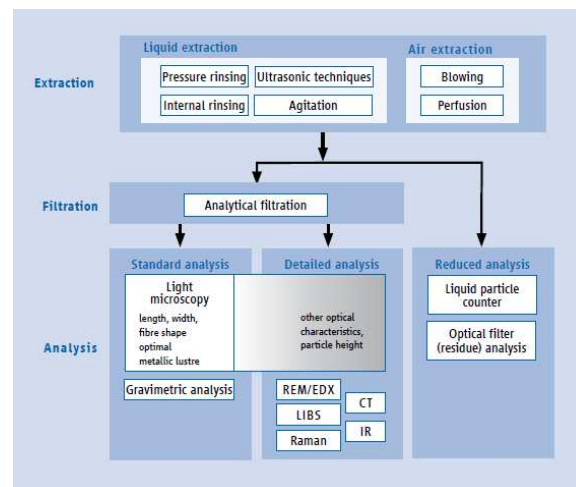 Liquid extraction
Air extraction
Extraction
Pressure rinsing
Ultrasonic techniques
Blowing
Internal rinsing
Agitation
Perfusion
Filtration
Analytical filtration
Standard analysis
Detailed analysis
Reduced analysis
Analysis
Light
microscopy
length, width,
fibre shape
optimal
metallic lustre
other optical
characteristics,
particle height
Liquid particle
counter
Optical filter
(residue) analysis
Gravimetric analysis
REM/EDX
CT
LIBS
IR
Raman